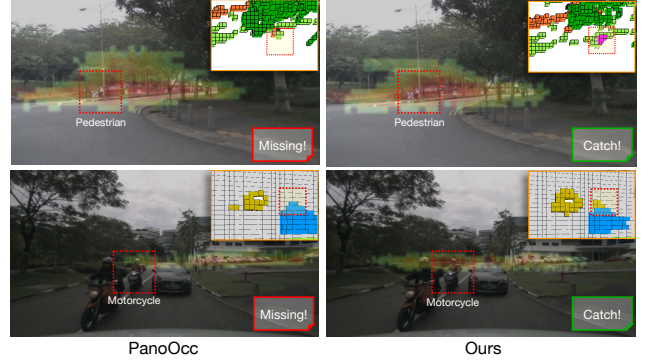 Pedestrian
Missing!
Pedestrian
Catch!
Motorcycle
Missing!
Motorcycle
Catch!
PanoOcc
Ours